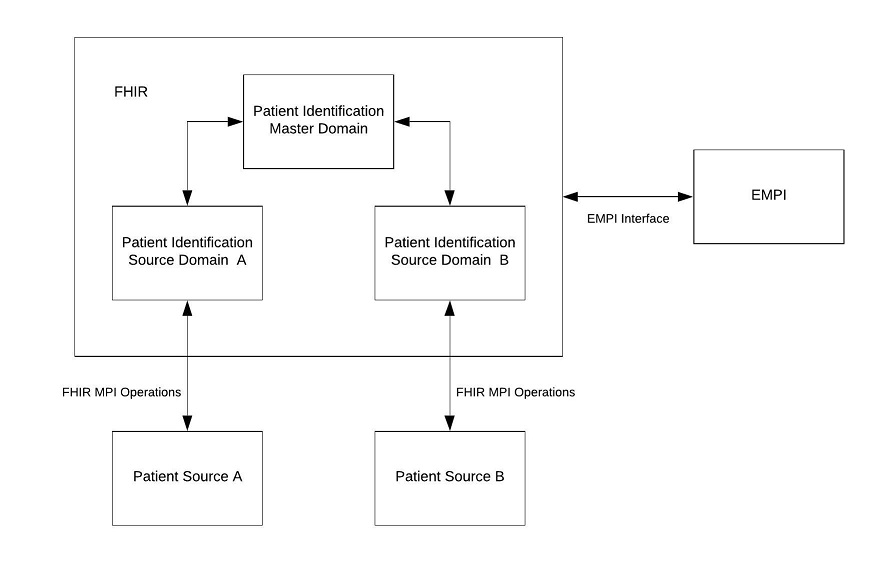 FHIR
Patient Identification
Master Domain
Patient Identification
Source Domain  A
Patient Identification
Source Domain  B
EMPI
EMPI Interface
FHIR MPI Operations
FHIR MPI Operations
Patient Source A
Patient Source B